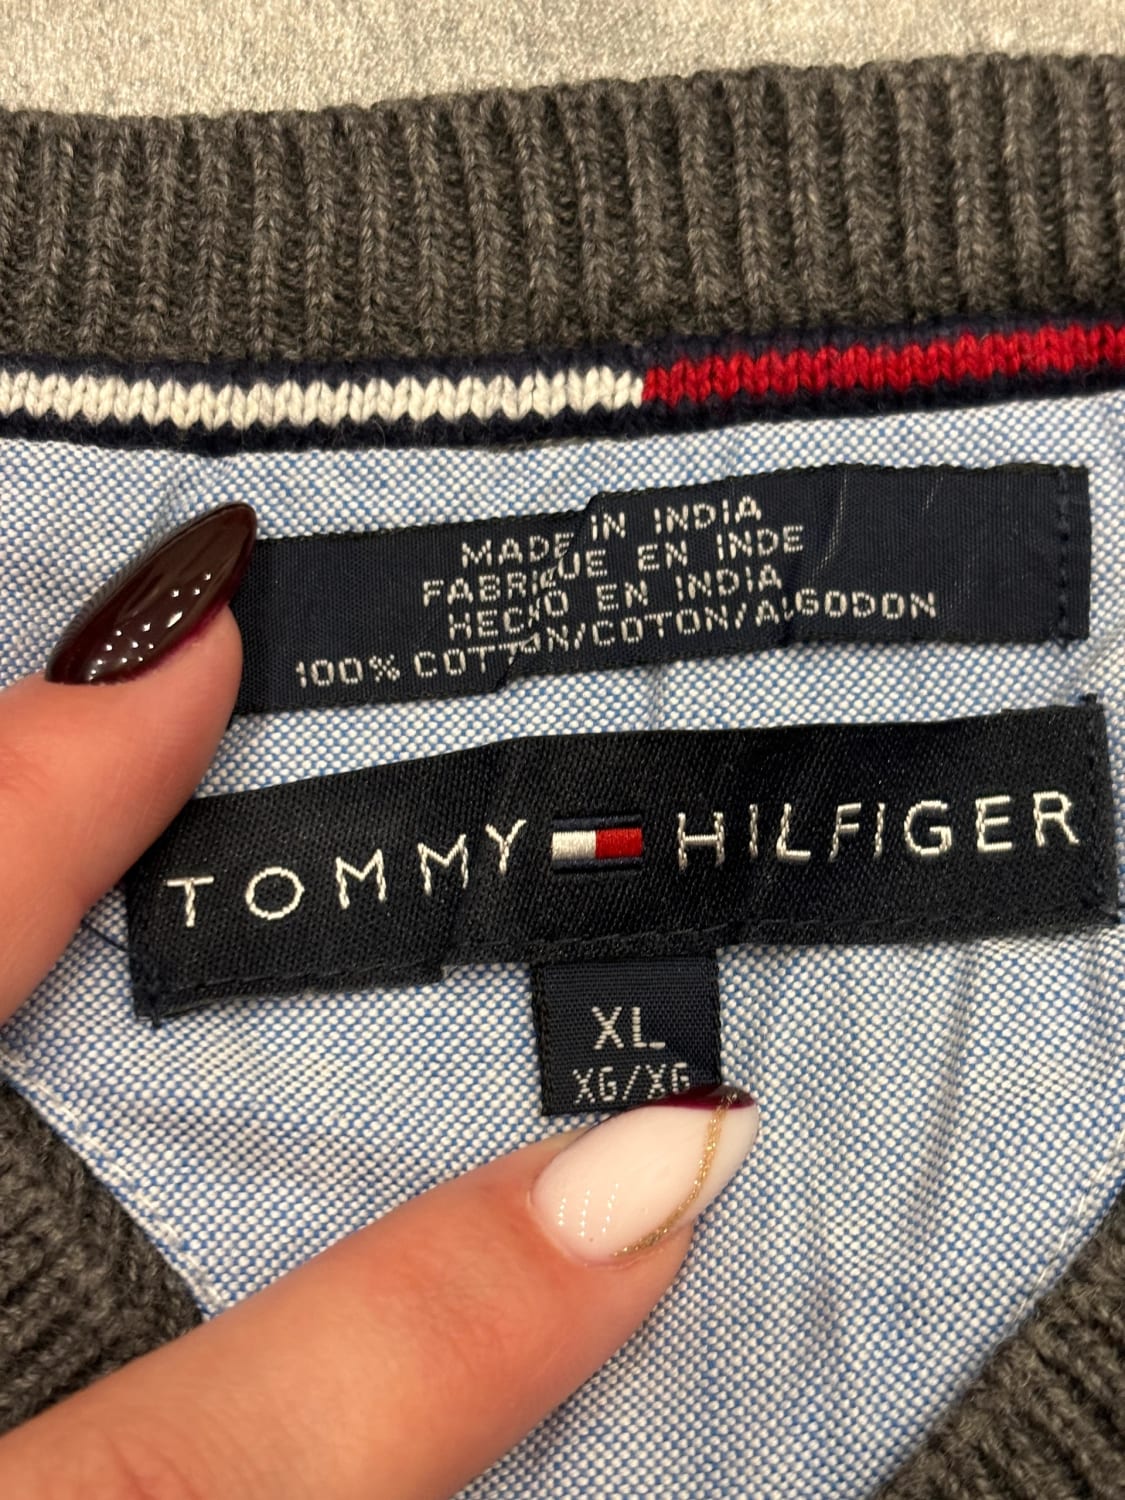 MADE IN INDIA
FABRIQUE EN INDE
HECHO EN INDIA
100% COTTON/COTON/ALGODON
TOMMY HILFIGER
XL
XG/XG